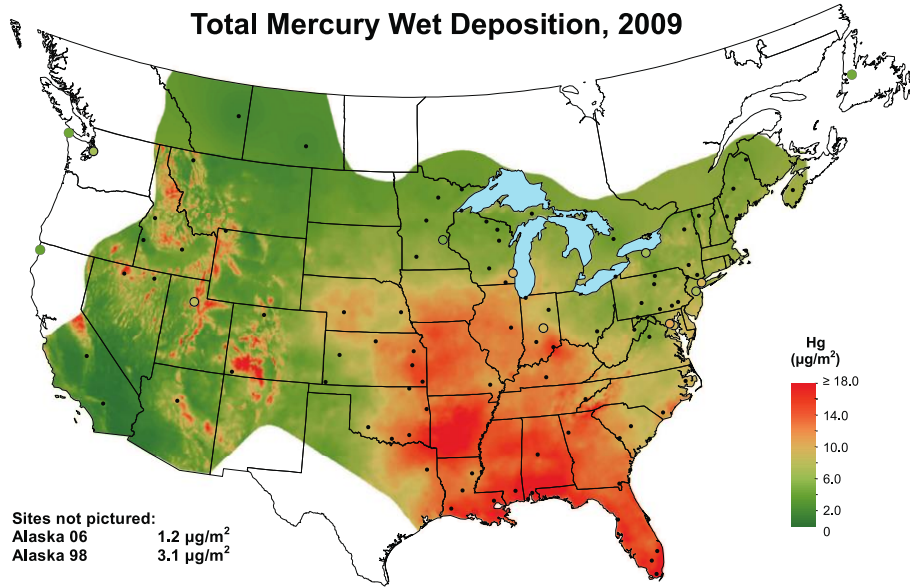 Total Mercury Wet Deposition, 2009
Hg
(µg/m²)
≥ 18.0
14.0
10.0
6.0
2.0
0
Sites not pictured:
Alaska 06 1.2 µg/m²
Alaska 98 3.1 µg/m²